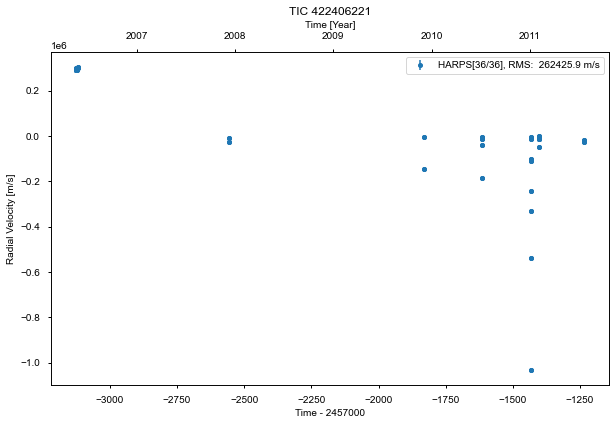 TIC 422406221
Time [Year]
2007 2008 2009 2010 2011
1e6
HARPS[36/36], RMS: 262425.9 m/s
0.2
0.0
−0.2
−0.4
−0.6
−0.8
−1.0
Radial Velocity [m/s]
−3000 −2750 −2500 −2250 −2000 −1750 −1500 −1250
Time - 2457000